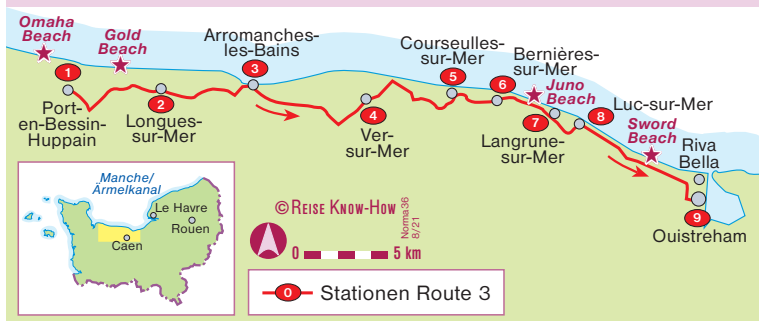 Omaha
Beach
Gold
Beach
Arromanches-
les-Bains
Courseulles-
sur-Mer
Bernières-
sur-Mer
Juno
Beach
Luc-sur-Mer
Sword
Beach
Riva
Bella
1
2
3
4
5
6
7
8
9
Port-
en-Bessin-
Huppain
Longues-
sur-Mer
Ver-
sur-Mer
Langrune-
sur-Mer
Ouistreham
Manche/
Ärmelkanal
Le Havre
Rouen
Caen
© REISE KNOW-HOW
Norma36
8/21
0 5 km
0 Stationen Route 3